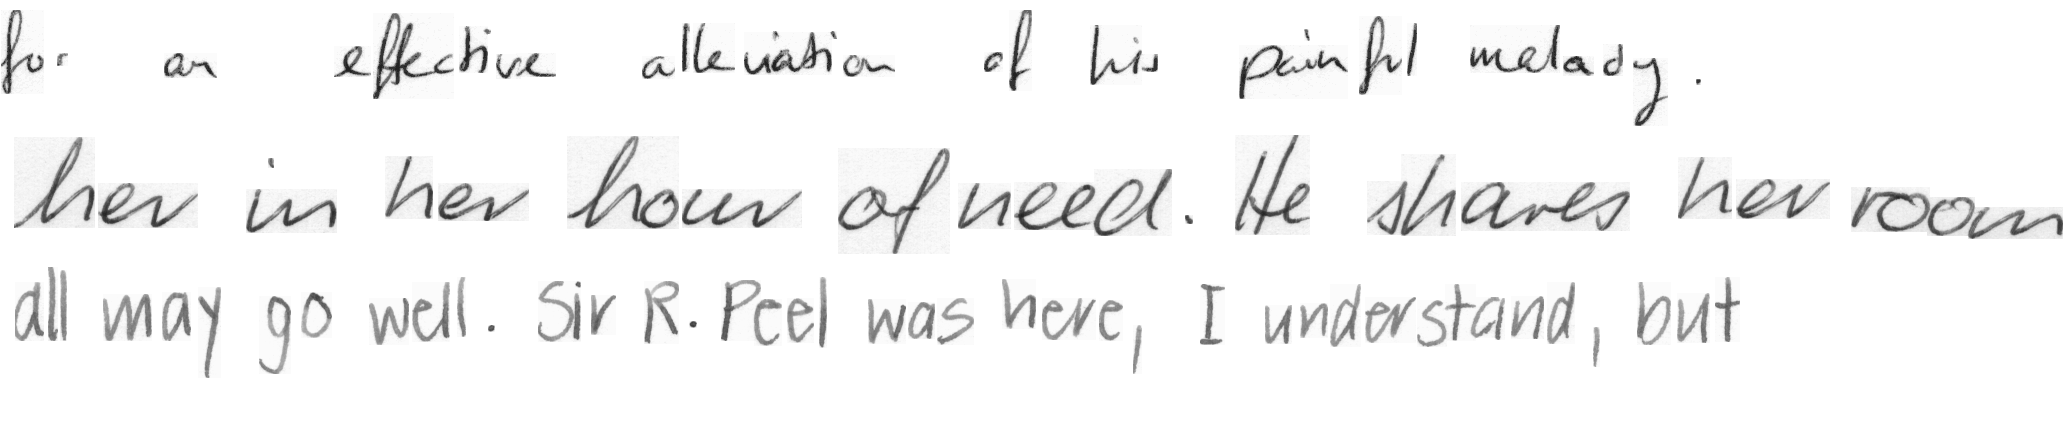 for an effective alleviation of his painful malady.
her in her hour of need. He shares her room
all may go well. Sir R. Peel was here, I understand, but